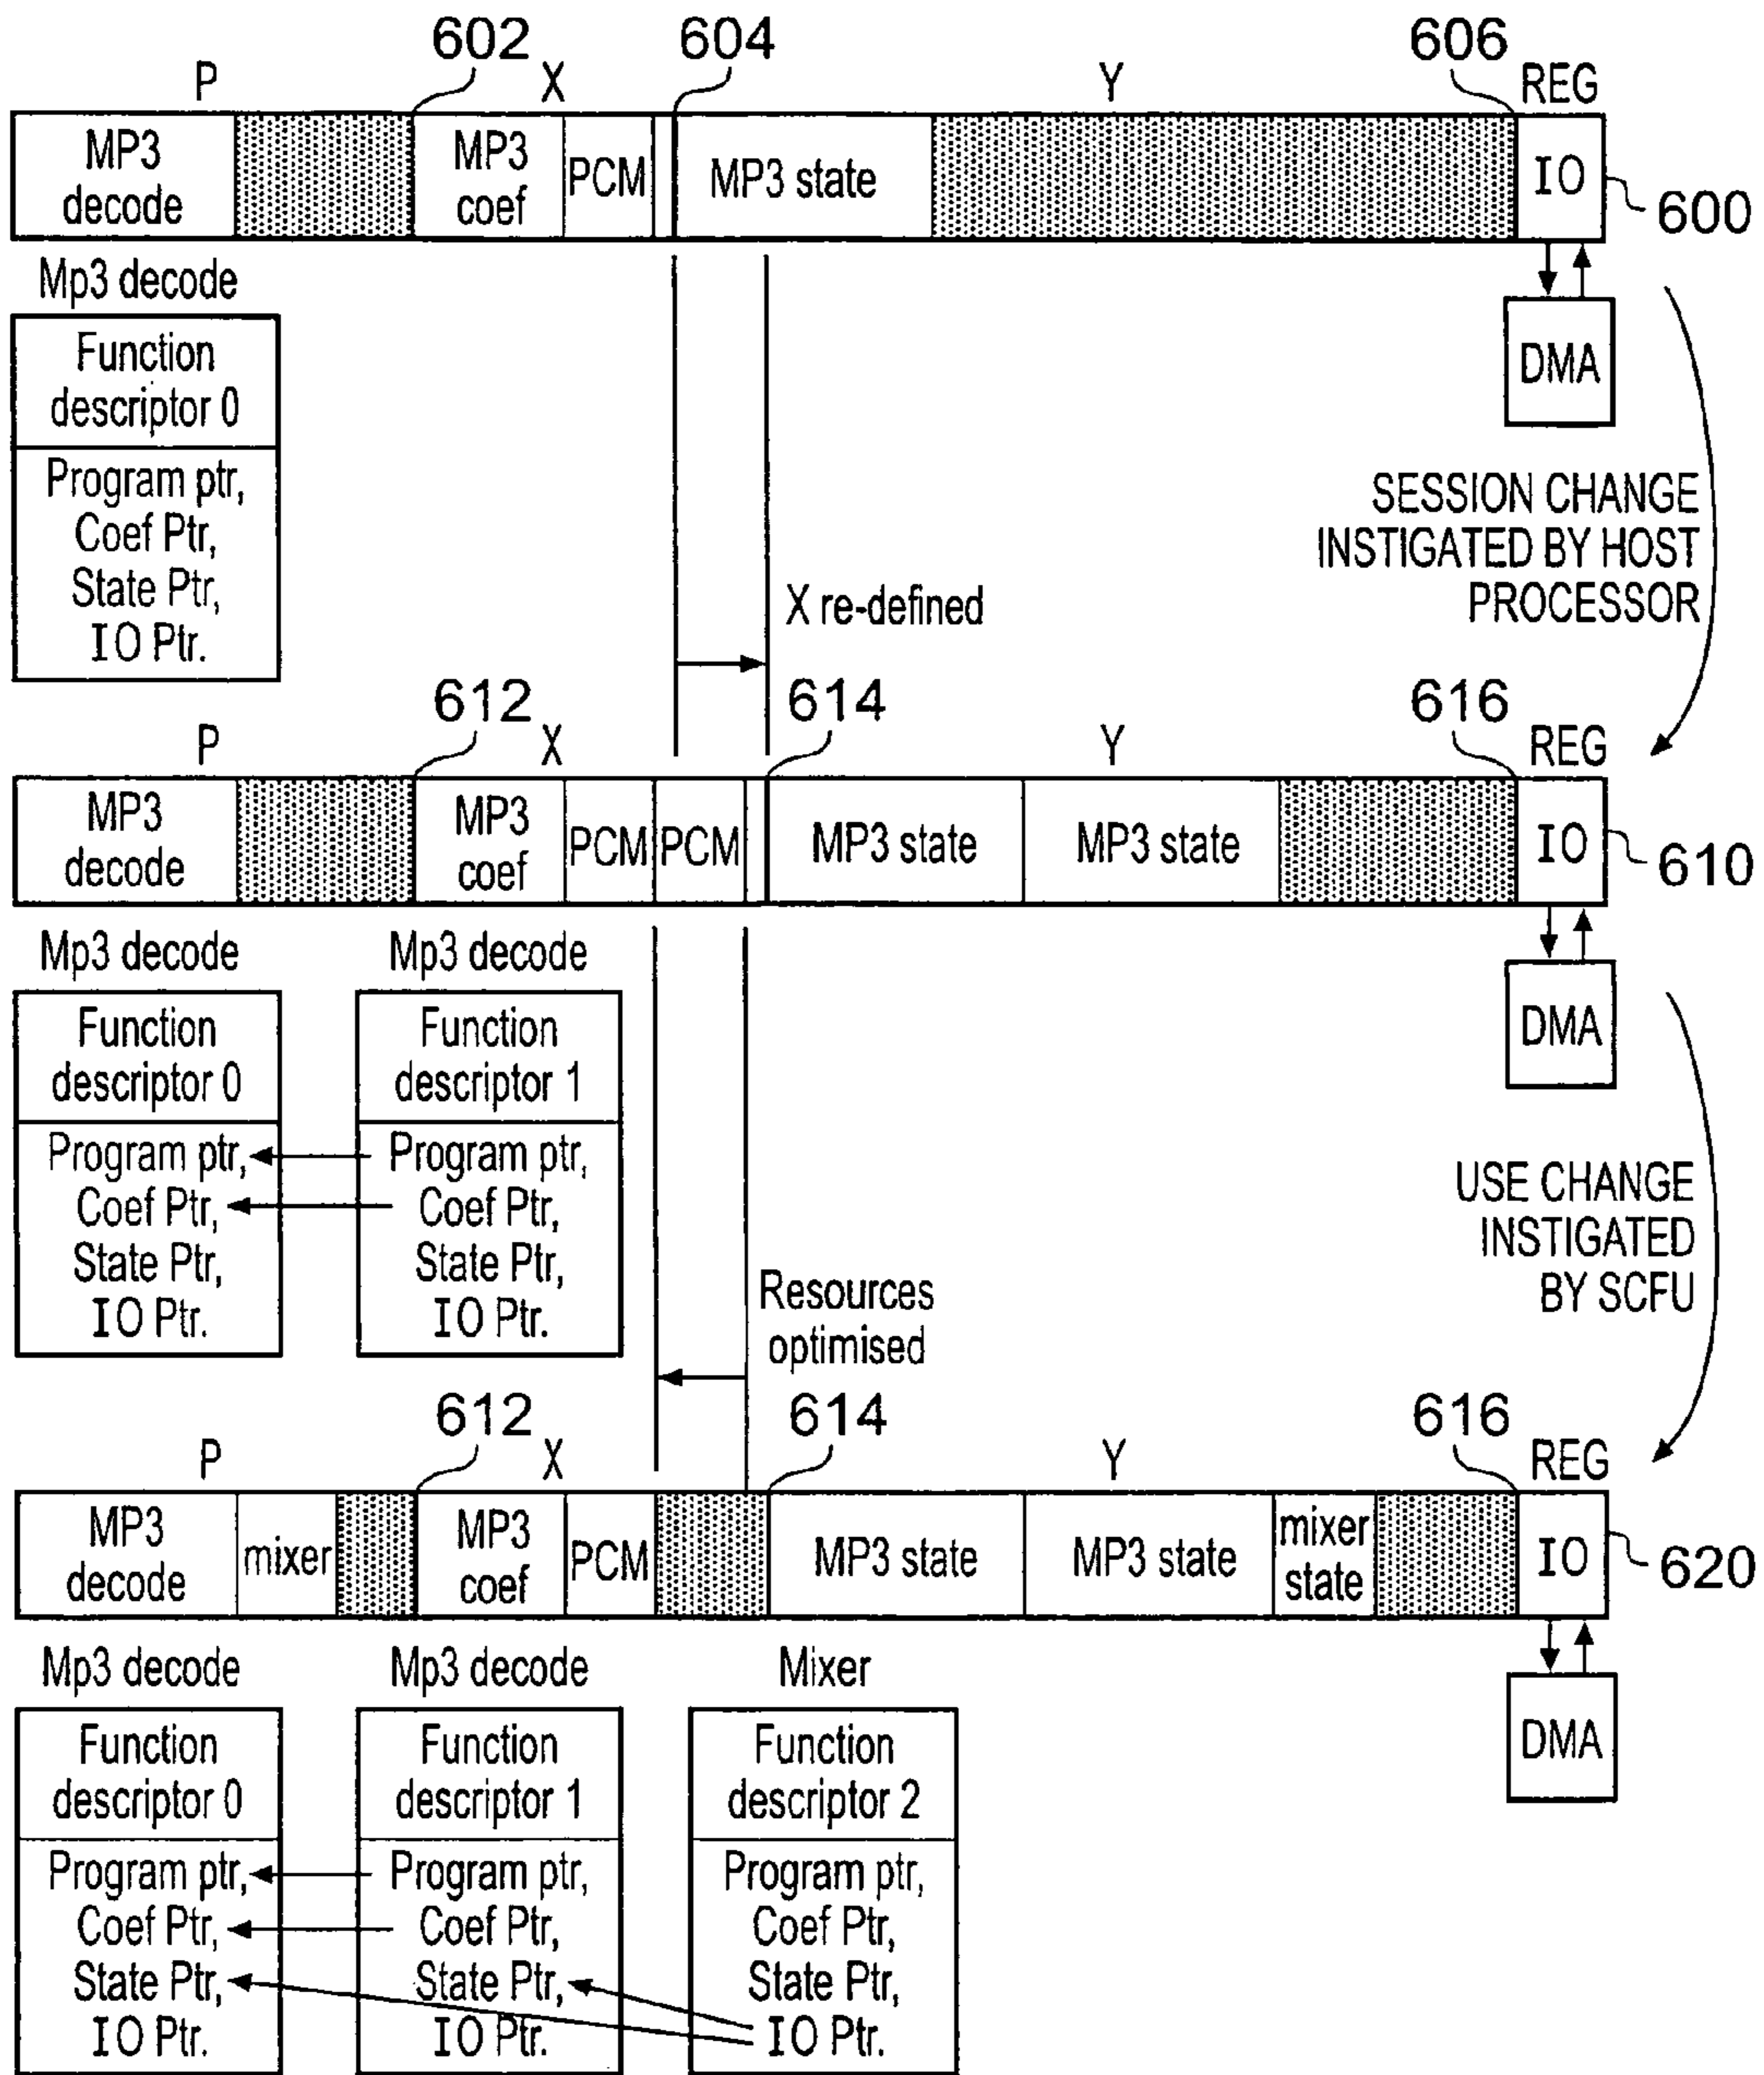 602
604
606
P
X
Y
REG
MP3
decode
MP3
coef
PCM
MP3 state
IO
600
Mp3 decode
Function
descriptor 0
Program ptr,
Coef Ptr,
State Ptr,
IO Ptr.
DMA
SESSION CHANGE
INSTIGATED BY HOST
PROCESSOR
X re-defined
612
614
616
P
X
Y
REG
MP3
decode
MP3
coef
PCM
PCM
MP3 state
MP3 state
IO
610
Mp3 decode
Mp3 decode
Function
descriptor 0
Program ptr,
Coef Ptr,
State Ptr,
IO Ptr.
Function
descriptor 1
Program ptr,
Coef Ptr,
State Ptr,
IO Ptr.
DMA
USE CHANGE
INSTIGATED
BY SCFU
Resources
optimised
612
614
616
P
X
Y
REG
MP3
decode
mixer
MP3
coef
PCM
MP3 state
MP3 state
mixer
state
IO
620
Mp3 decode
Mp3 decode
Mixer
Function
descriptor 0
Program ptr,
Coef Ptr,
State Ptr,
IO Ptr.
Function
descriptor 1
Program ptr,
Coef Ptr,
State Ptr,
IO Ptr.
Function
descriptor 2
Program ptr,
Coef Ptr,
State Ptr,
IO Ptr.
DMA